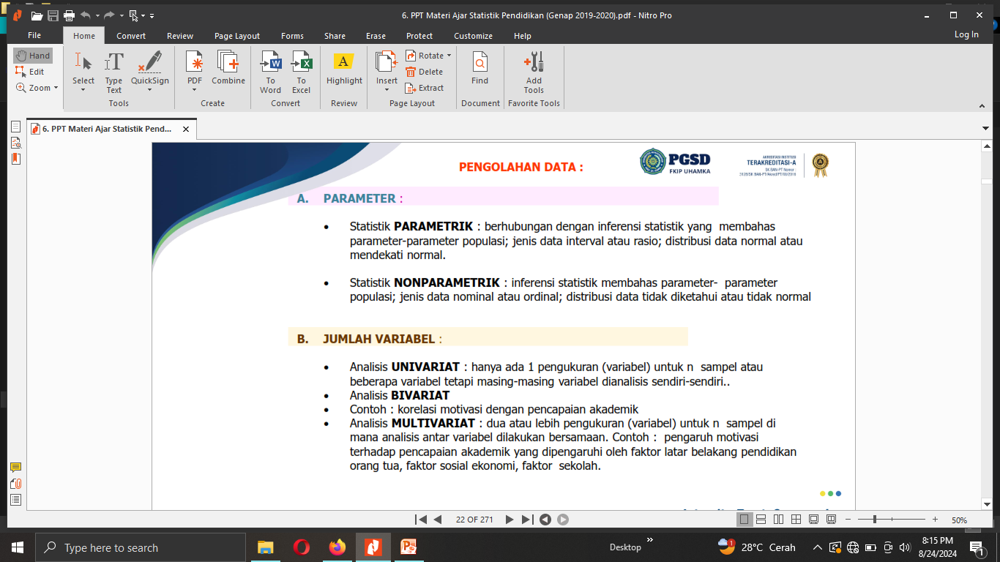 6. PPT Materi Ajar Statistik Pendidikan (Genap 2019-2020).pdf - Nitro Pro
File Home Convert Review Page Layout Forms Share Erase Protect Customize Help Log In
Hand
Edit
Zoom
Select
Type Text
QuickSign
Tools
PDF
Combine
Create
To Word
To Excel
Convert
A
Highlight
Review
Insert
Rotate
Delete
Extract
Page Layout
Find
Document
Add Tools
Favorite Tools
6. PPT Materi Ajar Statistik Pend...
PENGOLAHAN DATA :
PGSD
FKIP UHAMKA
AKREDITASI INSTITUSI
TERAKREDITASI-A
SK BAN-PT Nomor :
A. PARAMETER :
• Statistik PARAMETRIK : berhubungan dengan inferensi statistik yang membahas
parameter-parameter populasi; jenis data interval atau rasio; distribusi data normal atau
mendekati normal.
• Statistik NONPARAMETRIK : inferensi statistik membahas parameter- parameter
populasi; jenis data nominal atau ordinal; distribusi data tidak diketahui atau tidak normal
B. JUMLAH VARIABEL :
• Analisis UNIVARIAT : hanya ada 1 pengukuran (variabel) untuk n sampel atau
beberapa variabel tetapi masing-masing variabel dianalisis sendiri-sendiri..
• Analisis BIVARIAT
• Contoh : korelasi motivasi dengan pencapaian akademik
• Analisis MULTIVARIAT : dua atau lebih pengukuran (variabel) untuk n sampel di
mana analisis antar variabel dilakukan bersamaan. Contoh : pengaruh motivasi
terhadap pencapaian akademik yang dipengaruhi oleh faktor latar belakang pendidikan
orang tua, faktor sosial ekonomi, faktor sekolah.
22 OF 271
50%
Type here to search
Desktop
1
28°C Cerah
8:15 PM
8/24/2024
1